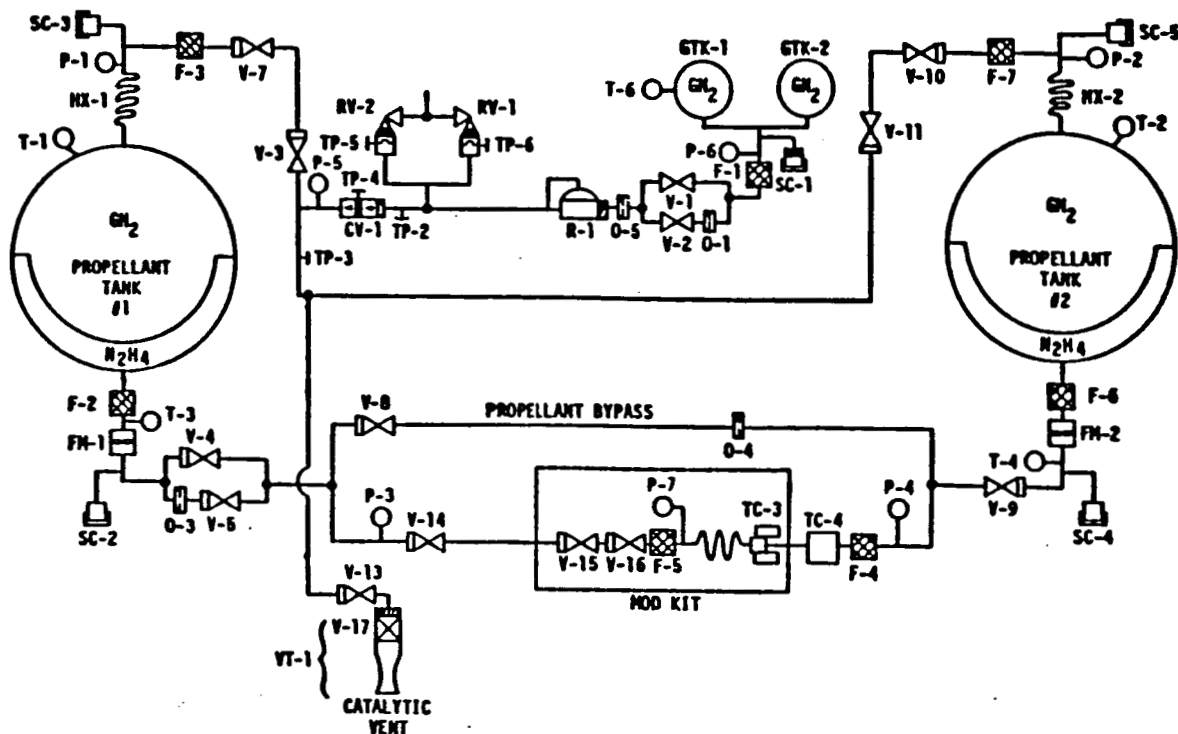 SC-3
P-1
F-3
V-7
HX-1
T-1
GN2
PROPELLANT
TANK
#1
N2H4
F-2
T-3
FM-1
SC-2
V-4
O-3
V-6
V-3
P-5
RV-2
RV-1
TP-5
TP-6
TP-4
CV-1
TP-2
TP-3
R-1
O-5
V-1
V-2
O-1
GTK-1
GTK-2
T-6
GN2
GN2
P-6
F-1
SC-1
V-10
F-7
SC-5
P-2
HX-2
V-11
T-2
GN2
PROPELLANT
TANK
#2
N2H4
F-6
FM-2
T-4
V-9
SC-4
V-8
PROPELLANT BYPASS
O-4
P-3
V-14
P-7
TC-3
TC-4
P-4
V-15
V-16
F-5
F-4
MOD KIT
V-13
V-17
VT-1
CATALYTIC
VENT